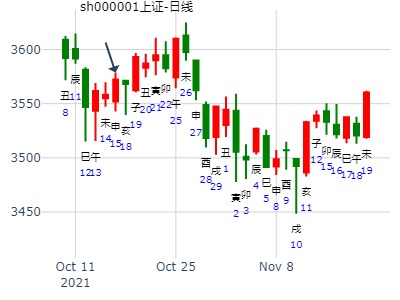 sh000001上证-日线
3600
3550
3500
3450
丑
8
辰
11
巳
12
午
13
未
14
申
15
亥
18
子
19
丑
20
寅
21
卯
22
午
25
未
26
申
27
酉
28
戌
29
丑
1
寅
2
卯
3
辰
4
巳
5
申
8
酉
9
戌
10
亥
11
子
12
卯
15
辰
16
巳
17
午
18
未
19
Oct 11
2021
Oct 25
Nov 8